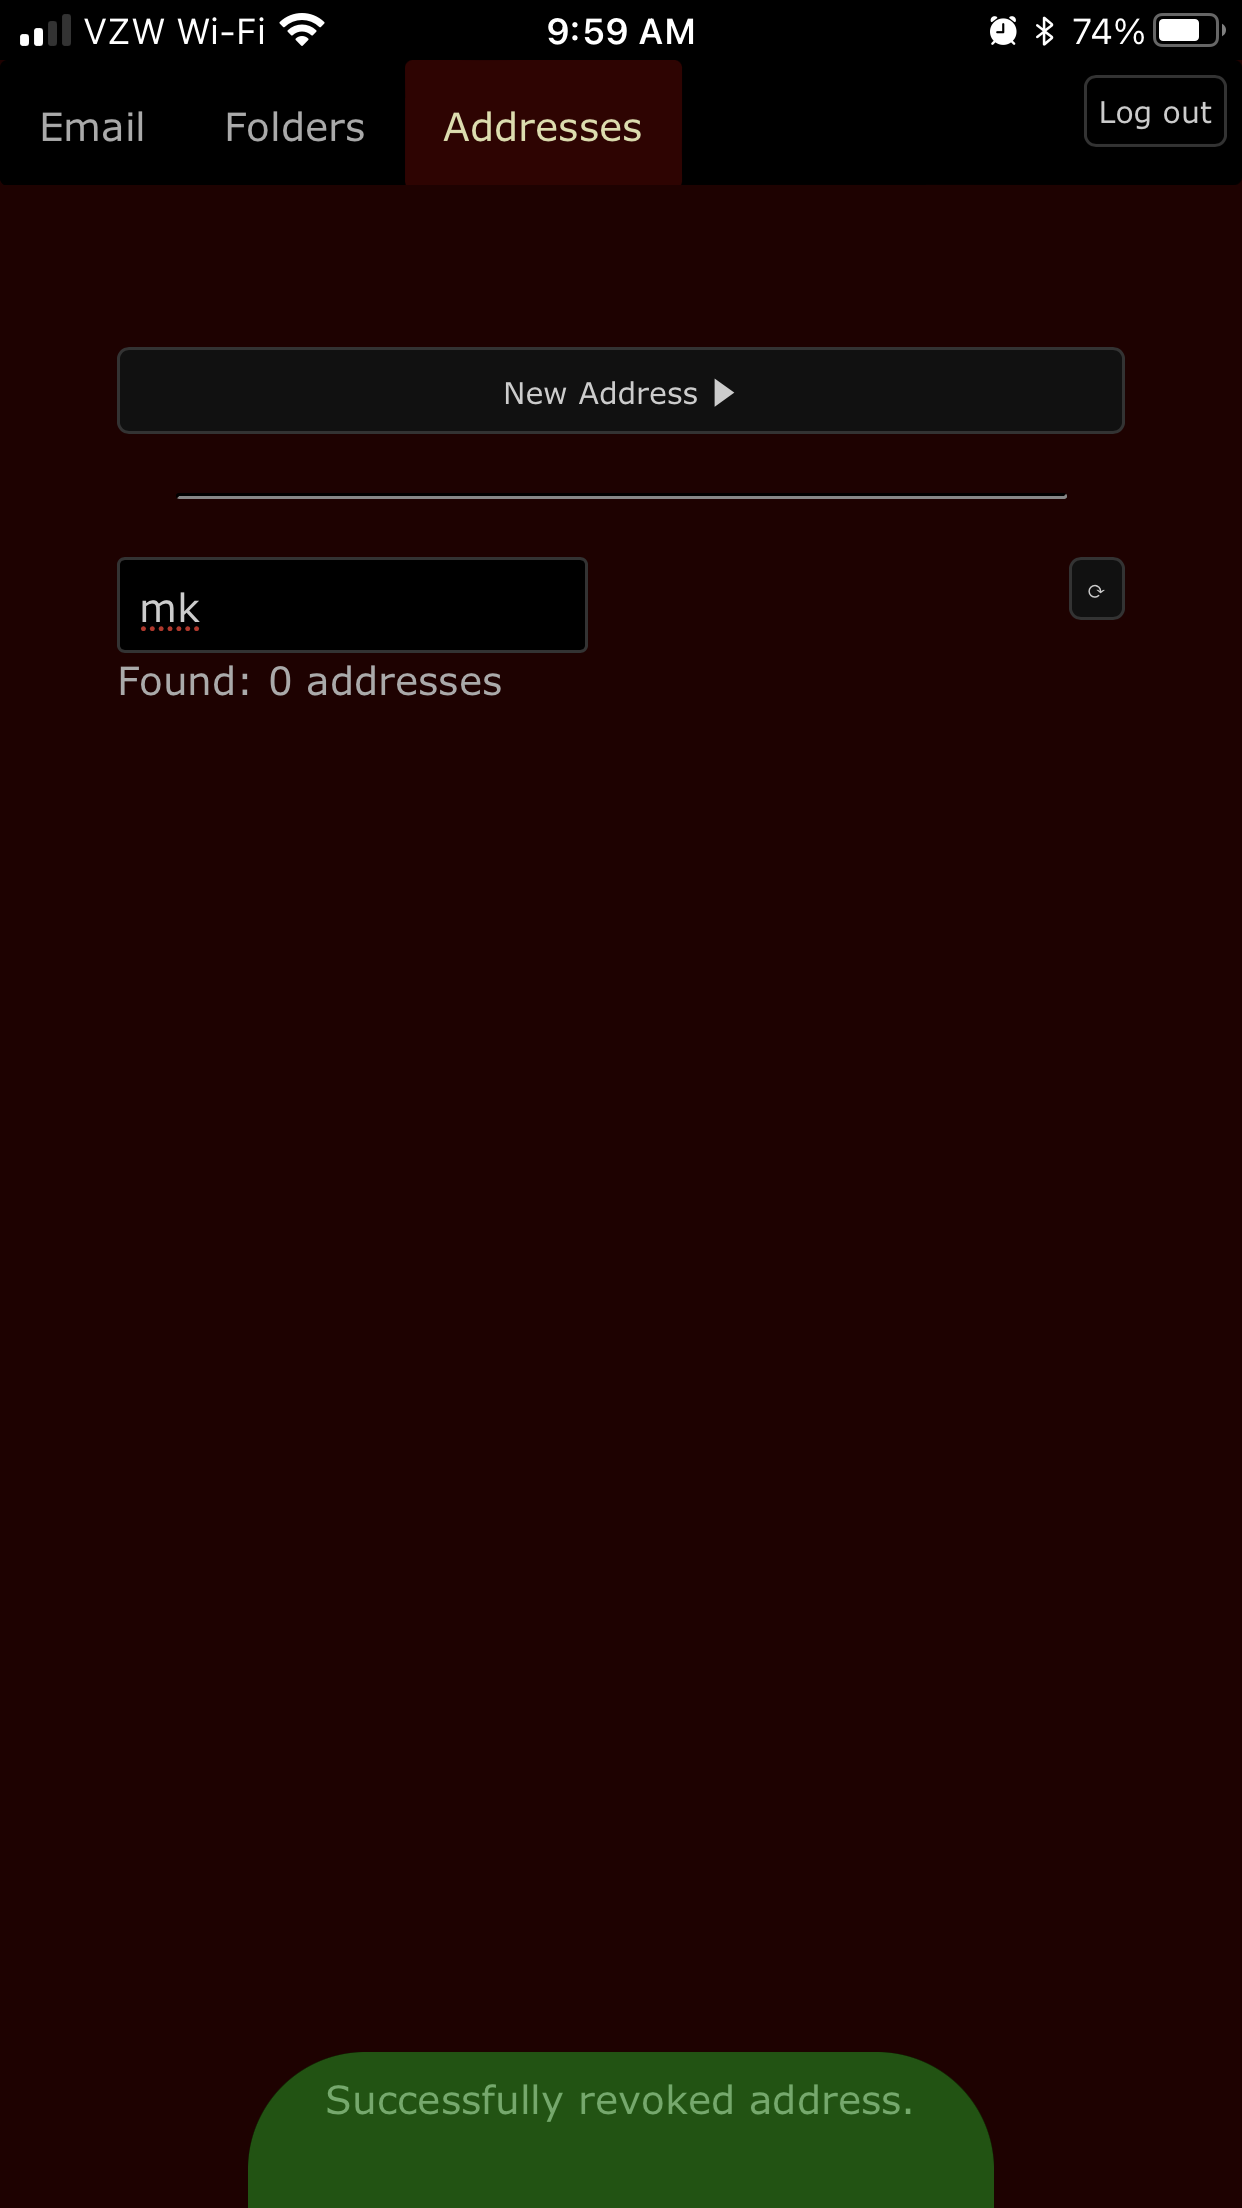 VZW Wi-Fi 9:59 AM 74%
Email Folders Addresses Log out
New Address
mk
Found: 0 addresses
Successfully revoked address.